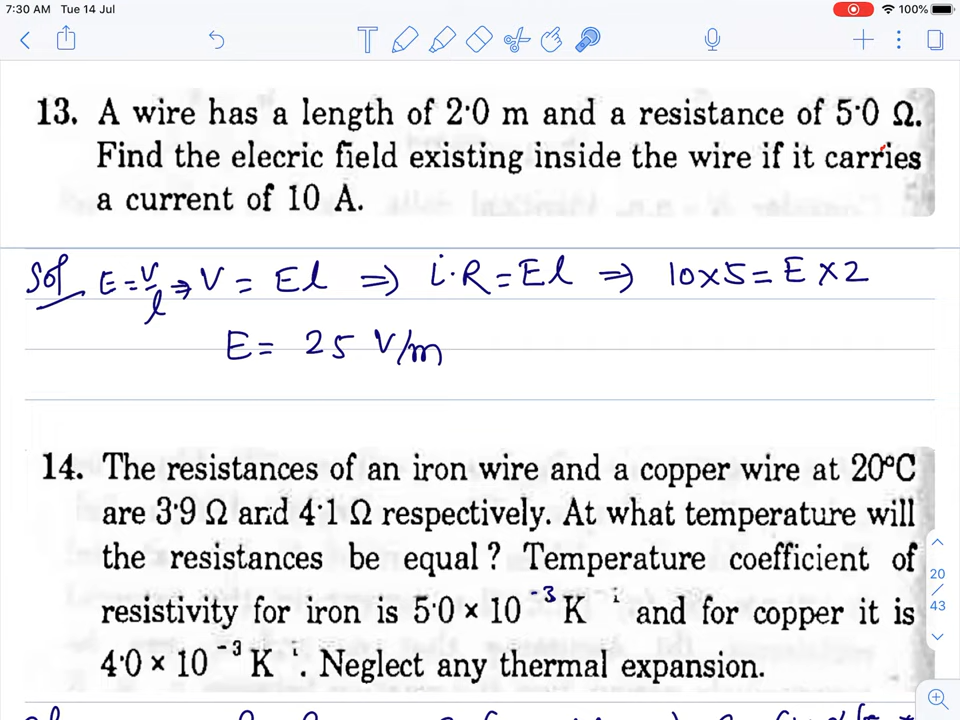 7:30 AM Tue 14 Jul
100%
T
13. A wire has a length of 2·0 m and a resistance of 5·0 Ω.
Find the elecric field existing inside the wire if it carries
a current of 10 A.
Sol E = V/l ⇒ V = El ⇒ i·R = El ⇒ 10×5 = E×2
E = 25 V/m
14. The resistances of an iron wire and a copper wire at 20°C
are 3·9 Ω and 4·1 Ω respectively. At what temperature will
the resistances be equal ? Temperature coefficient of
resistivity for iron is 5·0 × 10⁻³ K⁻¹ and for copper it is
4·0 × 10⁻³ K⁻¹. Neglect any thermal expansion.
20
/
43